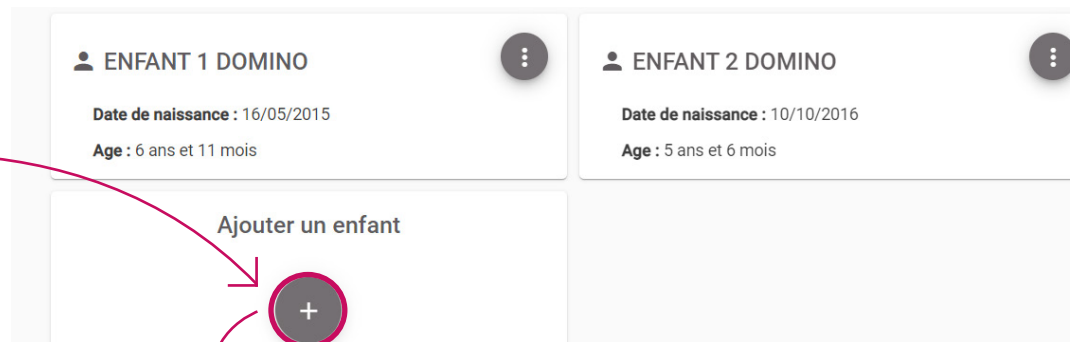 ENFANT 1 DOMINO
Date de naissance : 16/05/2015
Age : 6 ans et 11 mois
ENFANT 2 DOMINO
Date de naissance : 10/10/2016
Age : 5 ans et 6 mois
Ajouter un enfant
+